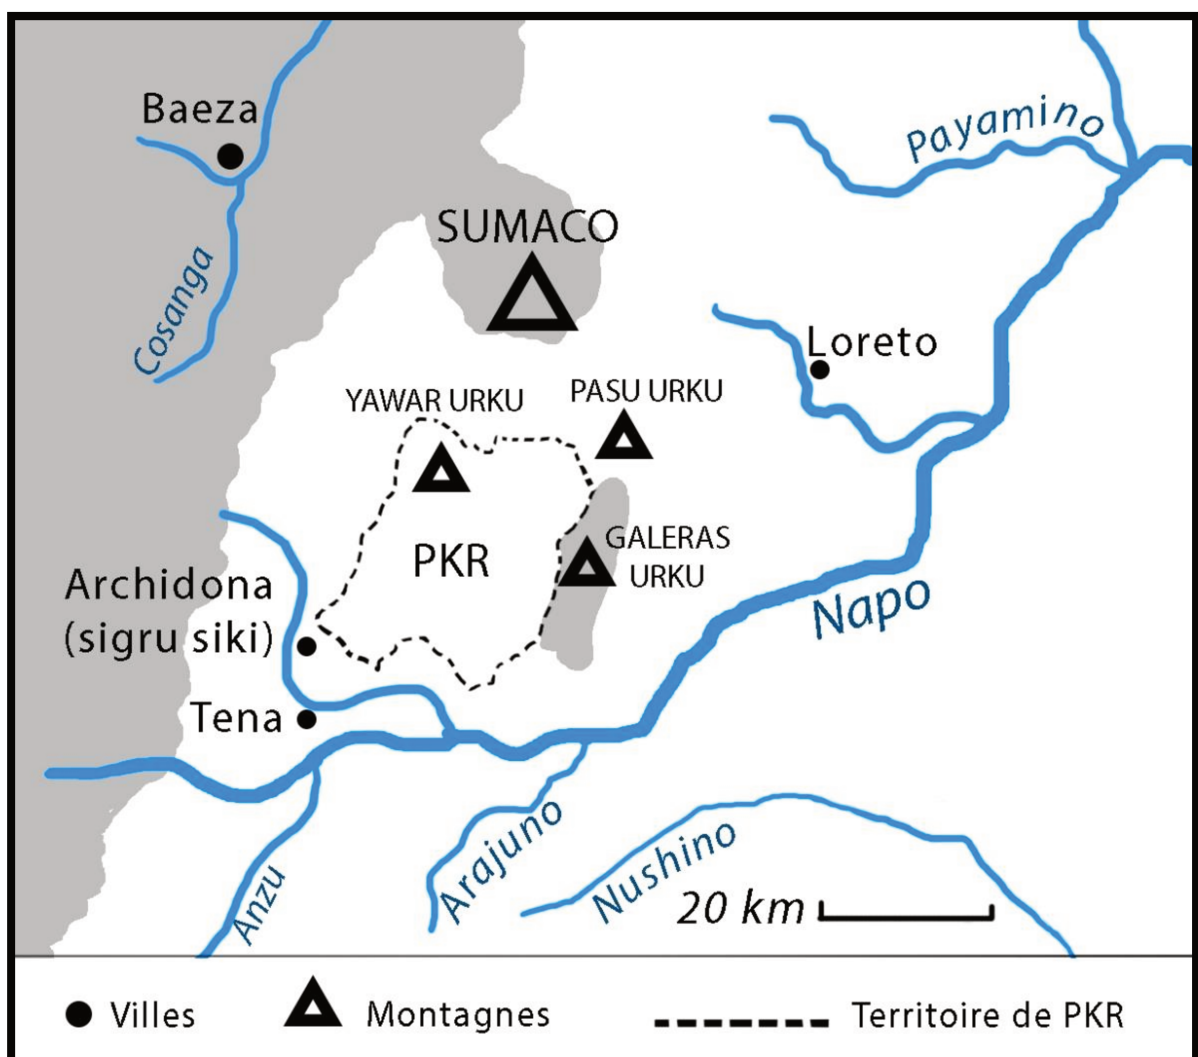 Baeza
Payamino
SUMACO
Cosanga
Loreto
YAWAR URKU
PASU URKU
PKR
GALERAS
URKU
Archidona
(sigru siki)
Napo
Tena
Anzu
Arajuno
Nushino
20 km
Villes
Montagnes
Territoire de PKR